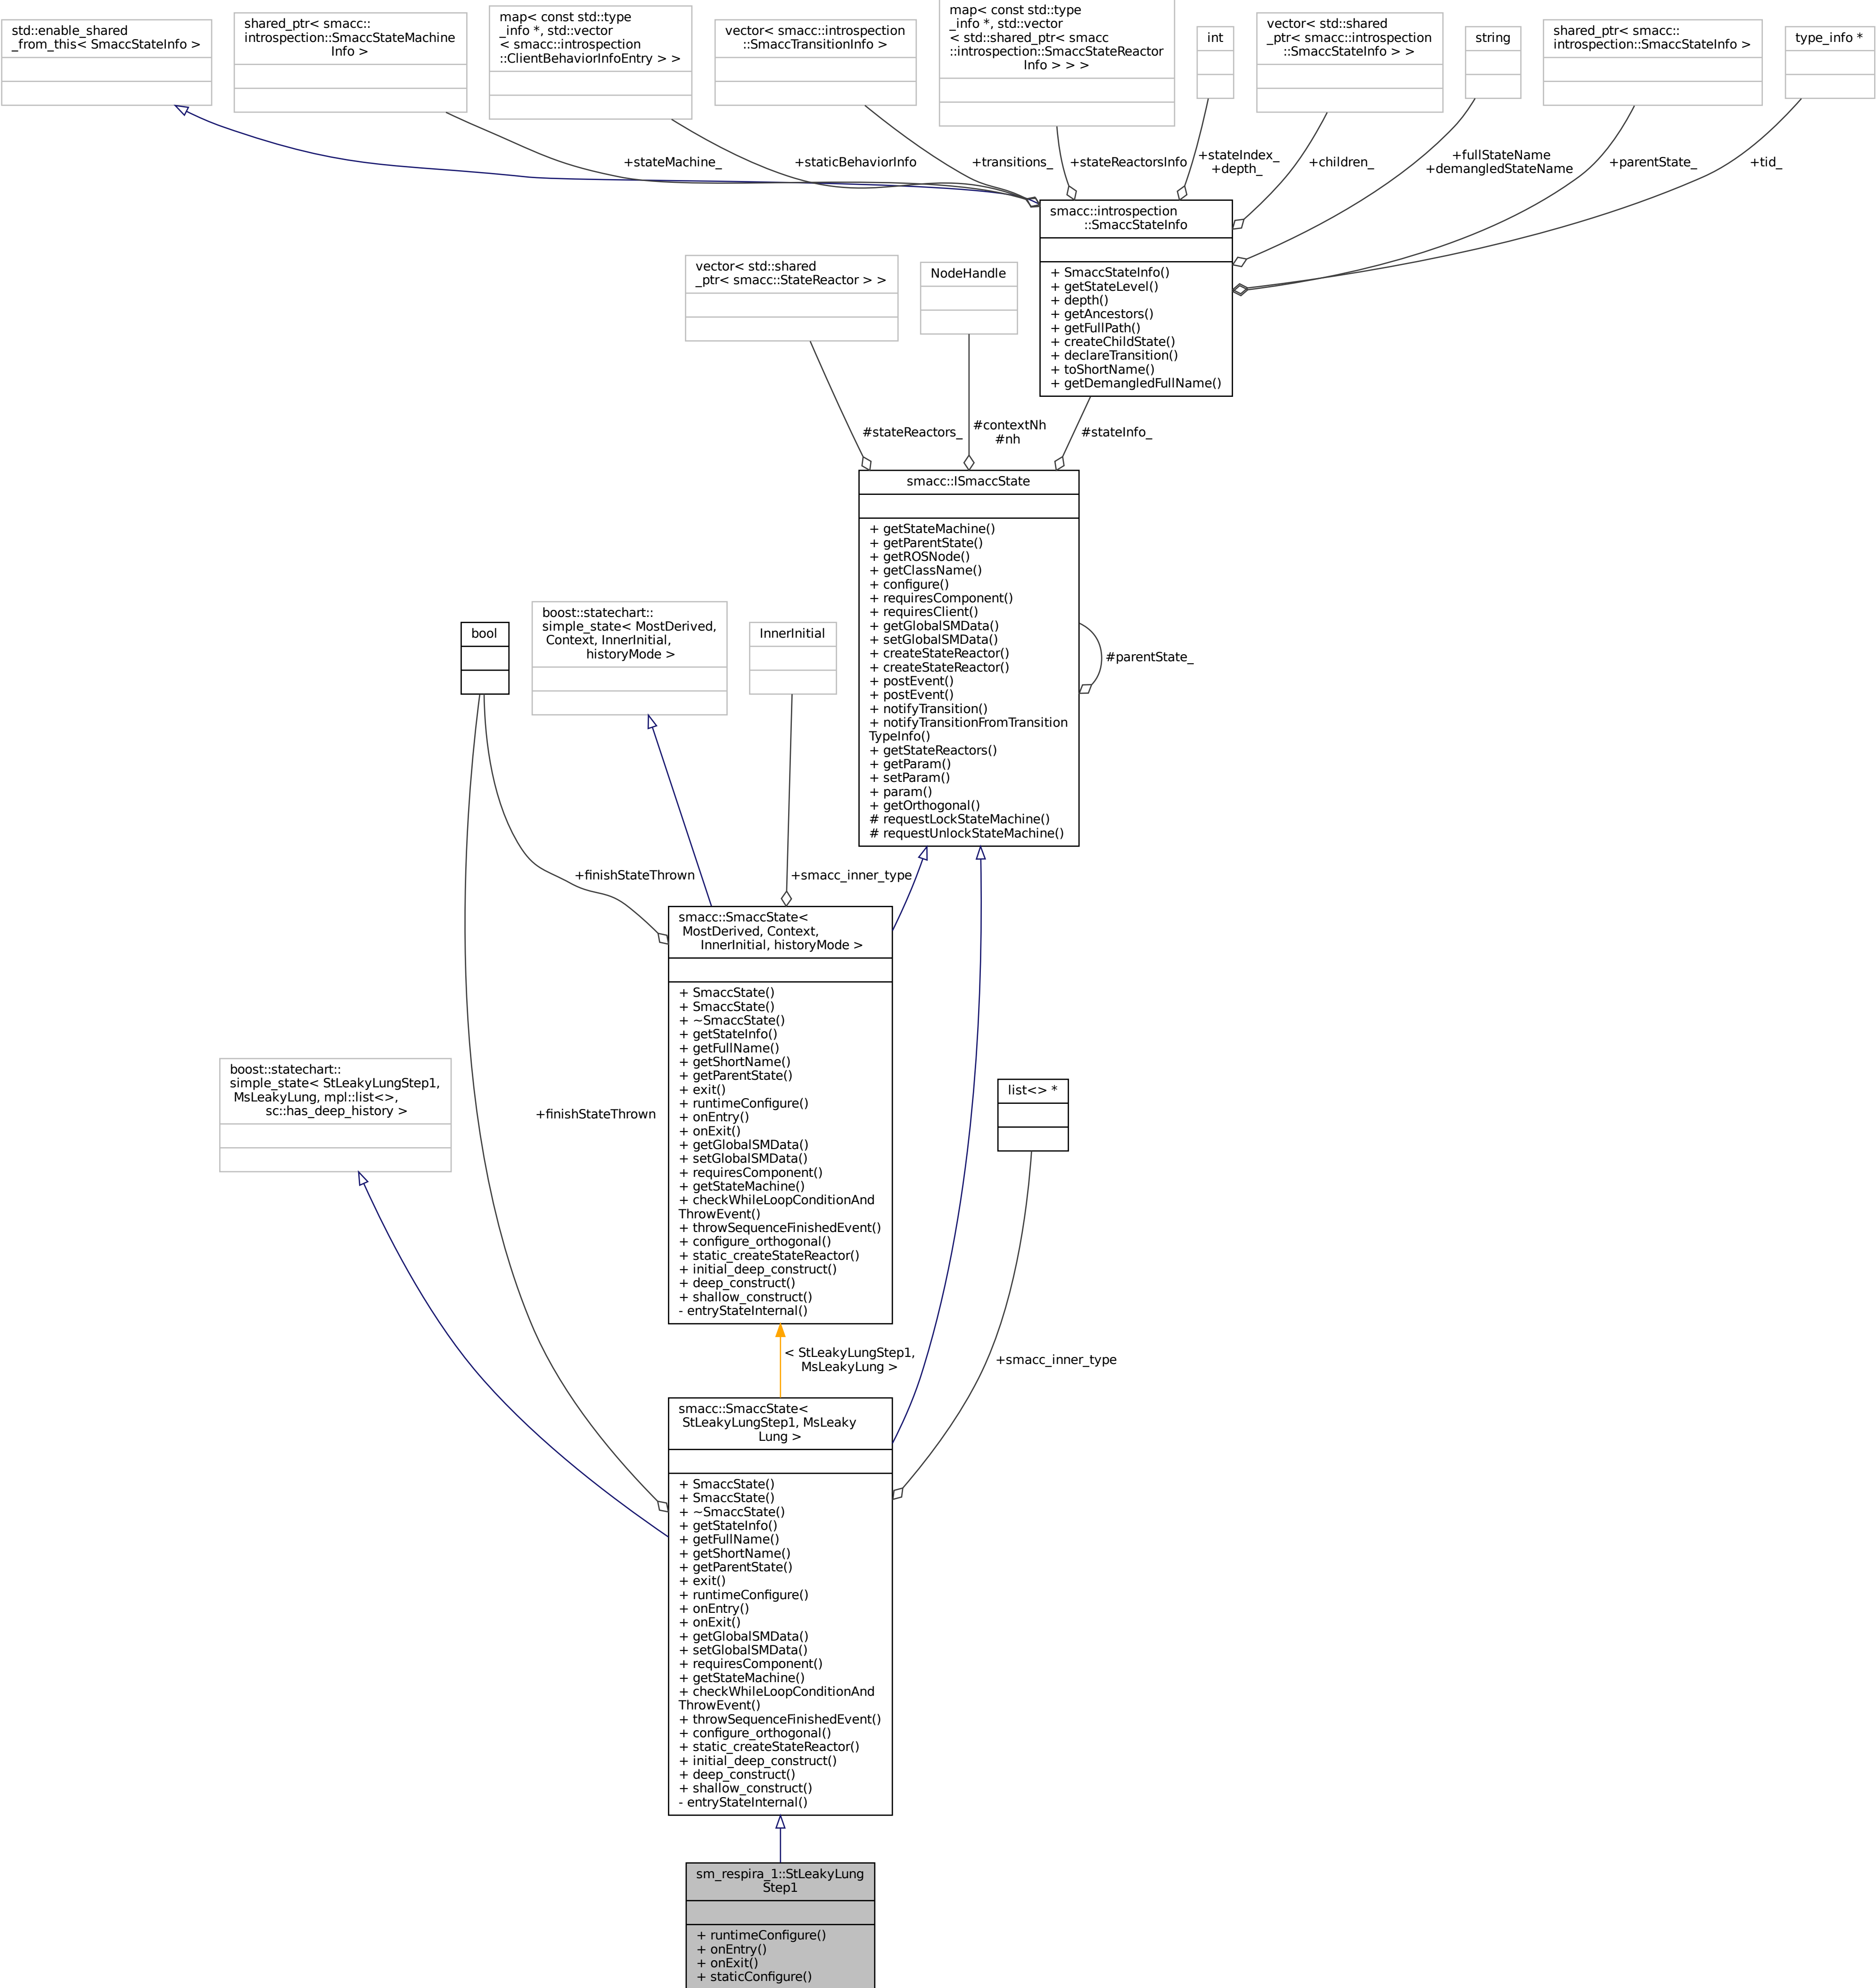 std::enable_shared
_from_this< SmaccStateInfo >
shared_ptr< smacc::
introspection::SmaccStateMachine
Info >
map< const std::type
_info *, std::vector
< smacc::introspection
::ClientBehaviorInfoEntry > >
vector< smacc::introspection
::SmaccTransitionInfo >
map< const std::type
_info *, std::vector
< std::shared_ptr< smacc
::introspection::SmaccStateReactor
Info > > >
int
vector< std::shared
_ptr< smacc::introspection
::SmaccStateInfo > >
string
shared_ptr< smacc::
introspection::SmaccStateInfo >
type_info *
+stateMachine_
+staticBehaviorInfo
+transitions_
+stateReactorsInfo
+stateIndex_
+depth_
+children_
+fullStateName
+demangledStateName
+parentState_
+tid_
smacc::introspection
::SmaccStateInfo
+ SmaccStateInfo()
+ getStateLevel()
+ depth()
+ getAncestors()
+ getFullPath()
+ createChildState()
+ declareTransition()
+ toShortName()
+ getDemangledFullName()
vector< std::shared
_ptr< smacc::StateReactor > >
NodeHandle
#stateReactors_
#contextNh
#nh
#stateInfo_
smacc::ISmaccState
+ getStateMachine()
+ getParentState()
+ getROSNode()
+ getClassName()
+ configure()
+ requiresComponent()
+ requiresClient()
+ getGlobalSMData()
+ setGlobalSMData()
+ createStateReactor()
+ createStateReactor()
+ postEvent()
+ postEvent()
+ notifyTransition()
+ notifyTransitionFromTransition
TypeInfo()
+ getStateReactors()
+ getParam()
+ setParam()
+ param()
+ getOrthogonal()
# requestLockStateMachine()
# requestUnlockStateMachine()
#parentState_
bool
boost::statechart::
simple_state< MostDerived,
Context, InnerInitial,
historyMode >
InnerInitial
+finishStateThrown
+smacc_inner_type
smacc::SmaccState<
MostDerived, Context,
InnerInitial, historyMode >
+ SmaccState()
+ SmaccState()
+ ~SmaccState()
+ getStateInfo()
+ getFullName()
+ getShortName()
+ getParentState()
+ exit()
+ runtimeConfigure()
+ onEntry()
+ onExit()
+ getGlobalSMData()
+ setGlobalSMData()
+ requiresComponent()
+ getStateMachine()
+ checkWhileLoopConditionAnd
ThrowEvent()
+ throwSequenceFinishedEvent()
+ configure_orthogonal()
+ static_createStateReactor()
+ initial_deep_construct()
+ deep_construct()
+ shallow_construct()
- entryStateInternal()
boost::statechart::
simple_state< StLeakyLungStep1,
MsLeakyLung, mpl::list<>,
sc::has_deep_history >
+finishStateThrown
list<> *
< StLeakyLungStep1,
MsLeakyLung >
+smacc_inner_type
smacc::SmaccState<
StLeakyLungStep1, MsLeaky
Lung >
+ SmaccState()
+ SmaccState()
+ ~SmaccState()
+ getStateInfo()
+ getFullName()
+ getShortName()
+ getParentState()
+ exit()
+ runtimeConfigure()
+ onEntry()
+ onExit()
+ getGlobalSMData()
+ setGlobalSMData()
+ requiresComponent()
+ getStateMachine()
+ checkWhileLoopConditionAnd
ThrowEvent()
+ throwSequenceFinishedEvent()
+ configure_orthogonal()
+ static_createStateReactor()
+ initial_deep_construct()
+ deep_construct()
+ shallow_construct()
- entryStateInternal()
sm_respira_1::StLeakyLung
Step1
+ runtimeConfigure()
+ onEntry()
+ onExit()
+ staticConfigure()